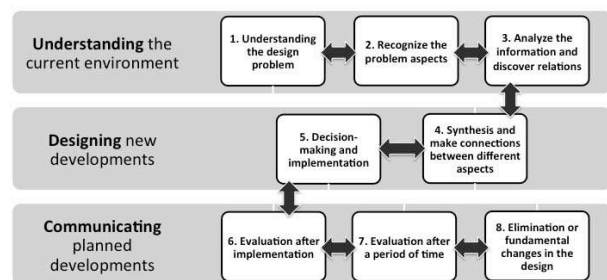 Understanding the
current environment
1. Understanding
the design
problem
2. Recognize the
problem aspects
3. Analyze the
information and
discover relations
Designing new
developments
5. Decision-
making and
implementation
4. Synthesis and
make connections
between different
aspects
Communicating
planned
developments
6. Evaluation after
implementation
7. Evaluation after
a period of time
8. Elimination or
fundamental
changes in the
design